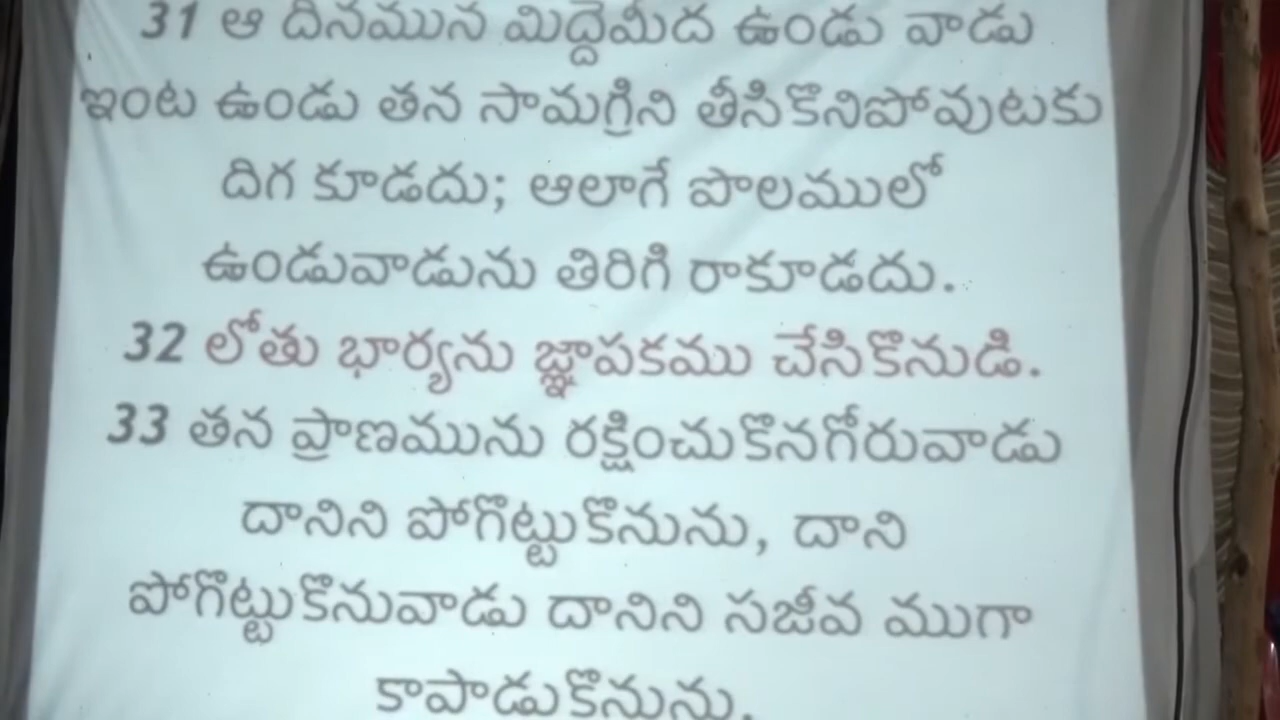 31 ఆ దినమున మిద్దెమీద ఉండు వాడు
ఇంట ఉండు తన సామగ్రిని తీసికొనిపోవుటకు
దిగ కూడదు; ఆలాగే పొలములో
ఉండువాడును తిరిగి రాకూడదు.
32 లోతు భార్యను జ్ఞాపకము చేసికొనుడి.
33 తన ప్రాణమును రక్షించుకొనగోరువాడు
దానిని పోగొట్టుకొనును, దాని
పోగొట్టుకొనువాడు దానిని సజీవ ముగా
కాపాడుకొనును.